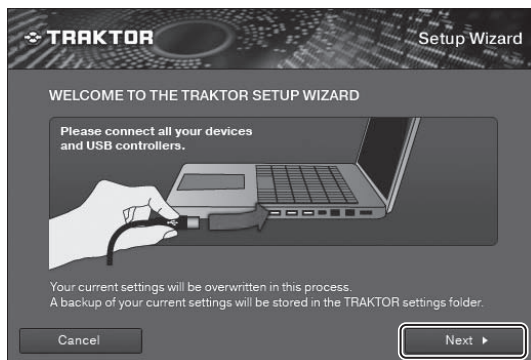 TRAKTOR
Setup Wizard
WELCOME TO THE TRAKTOR SETUP WIZARD
Please connect all your devices
and USB controllers.
Your current settings will be overwritten in this process.
A backup of your current settings will be stored in the TRAKTOR settings folder.
Cancel
Next